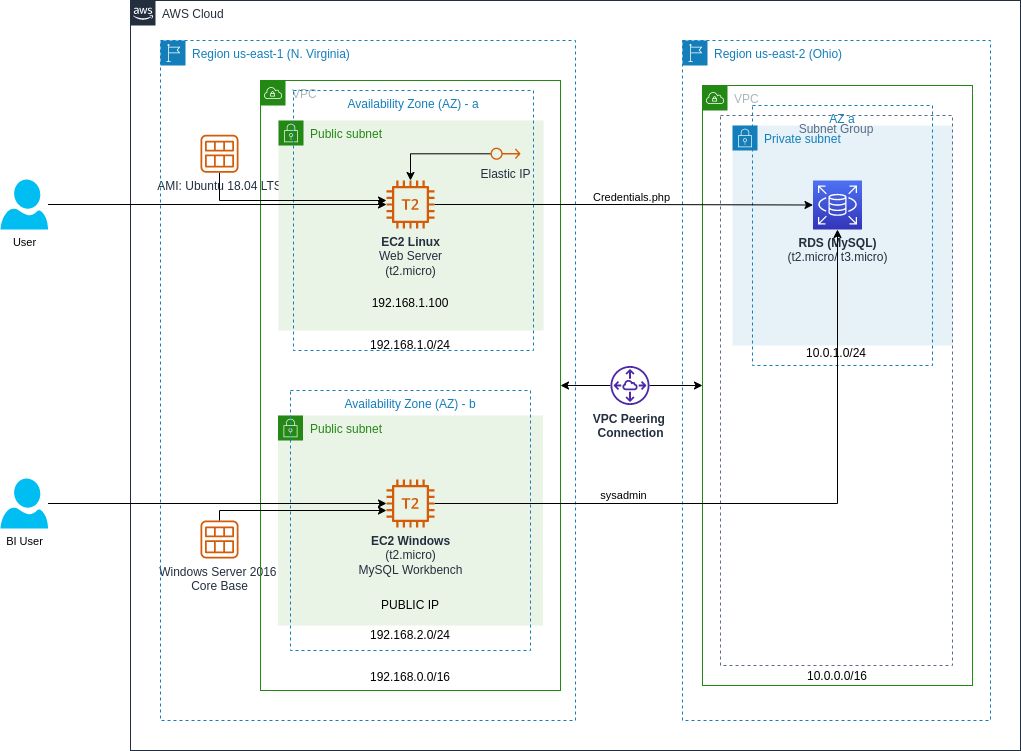 aws
AWS Cloud
Region us-east-1 (N. Virginia)
Region us-east-2 (Ohio)
VPC
Availability Zone (AZ) - a
Public subnet
Elastic IP
AMI: Ubuntu 18.04 LTS
T2
EC2 Linux
Web Server
(t2.micro)
192.168.1.100
192.168.1.0/24
User
Credentials.php
VPC
AZ a
Subnet Group
Private subnet
RDS (MySQL)
(t2.micro/ t3.micro)
10.0.1.0/24
VPC Peering
Connection
Availability Zone (AZ) - b
Public subnet
T2
EC2 Windows
(t2.micro)
MySQL Workbench
PUBLIC IP
192.168.2.0/24
192.168.0.0/16
BI User
Windows Server 2016
Core Base
sysadmin
10.0.0.0/16